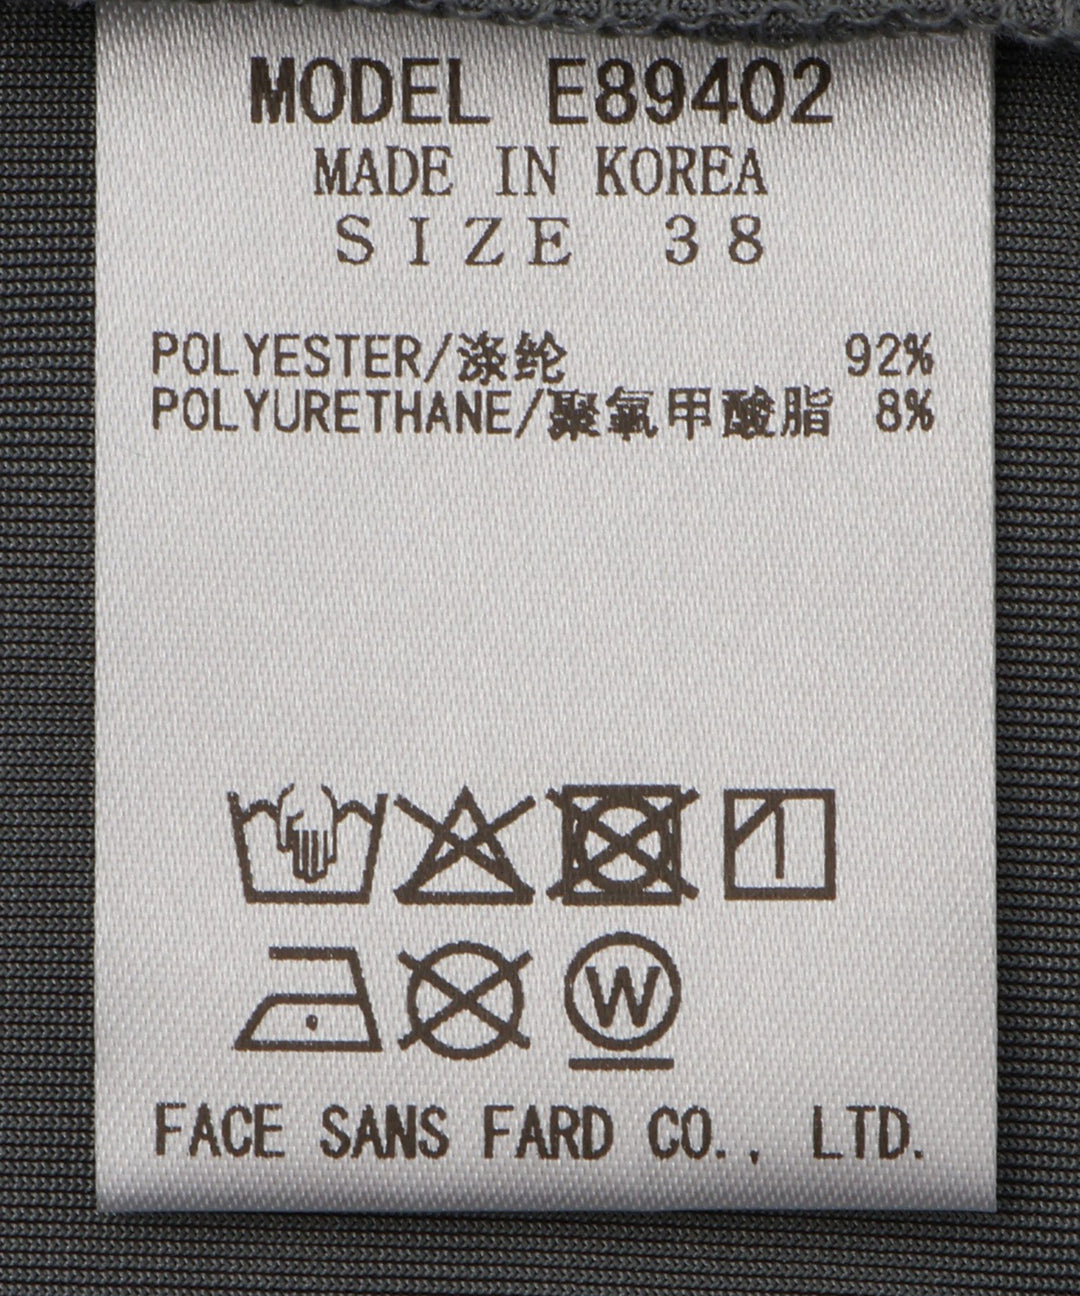 MODEL E89402
MADE IN KOREA
SIZE 38
POLYESTER/涤纶 92%
POLYURETHANE/聚氨甲酸脂 8%
W
FACE SANS FARD CO., LTD.